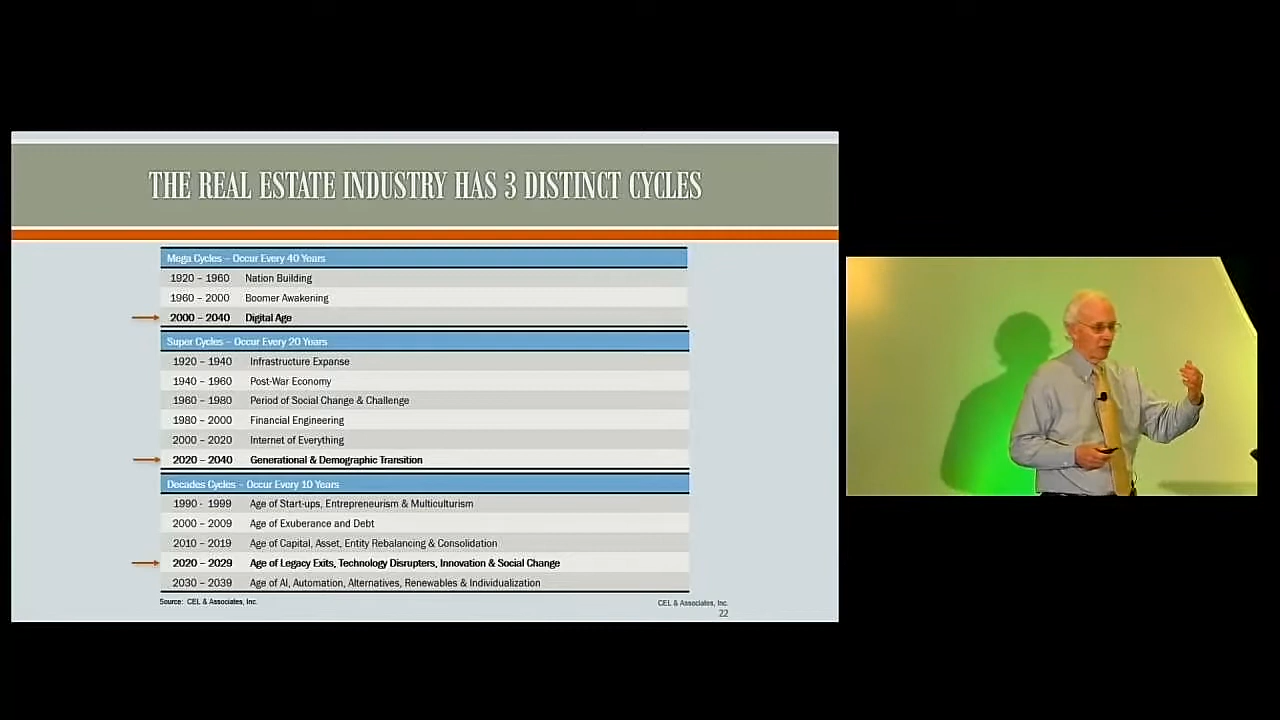 THE REAL ESTATE INDUSTRY HAS 3 DISTINCT CYCLES
Mega Cycles – Occur Every 40 Years
1920 – 1960 Nation Building
1960 – 2000 Boomer Awakening
2000 – 2040 Digital Age
Super Cycles – Occur Every 20 Years
1920 – 1940 Infrastructure Expanse
1940 – 1960 Post-War Economy
1960 – 1980 Period of Social Change & Challenge
1980 – 2000 Financial Engineering
2000 – 2020 Internet of Everything
2020 – 2040 Generational & Demographic Transition
Decades Cycles – Occur Every 10 Years
1990 - 1999 Age of Start-ups, Entrepreneurism & Multiculturism
2000 – 2009 Age of Exuberance and Debt
2010 – 2019 Age of Capital, Asset, Entity Rebalancing & Consolidation
2020 – 2029 Age of Legacy Exits, Technology Disrupters, Innovation & Social Change
2030 – 2039 Age of AI, Automation, Alternatives, Renewables & Individualization
Source: CEL & Associates, Inc.
CEL & Associates, Inc.
22